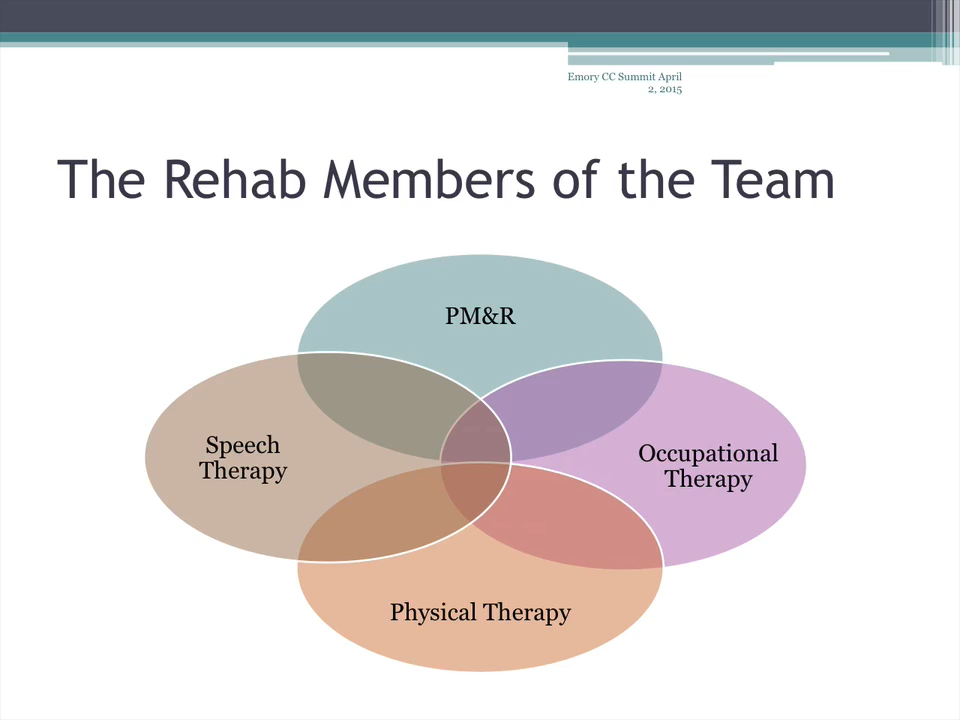 Emory CC Summit April
2, 2015
The Rehab Members of the Team
PM&R
Speech
Therapy
Occupational
Therapy
Physical Therapy